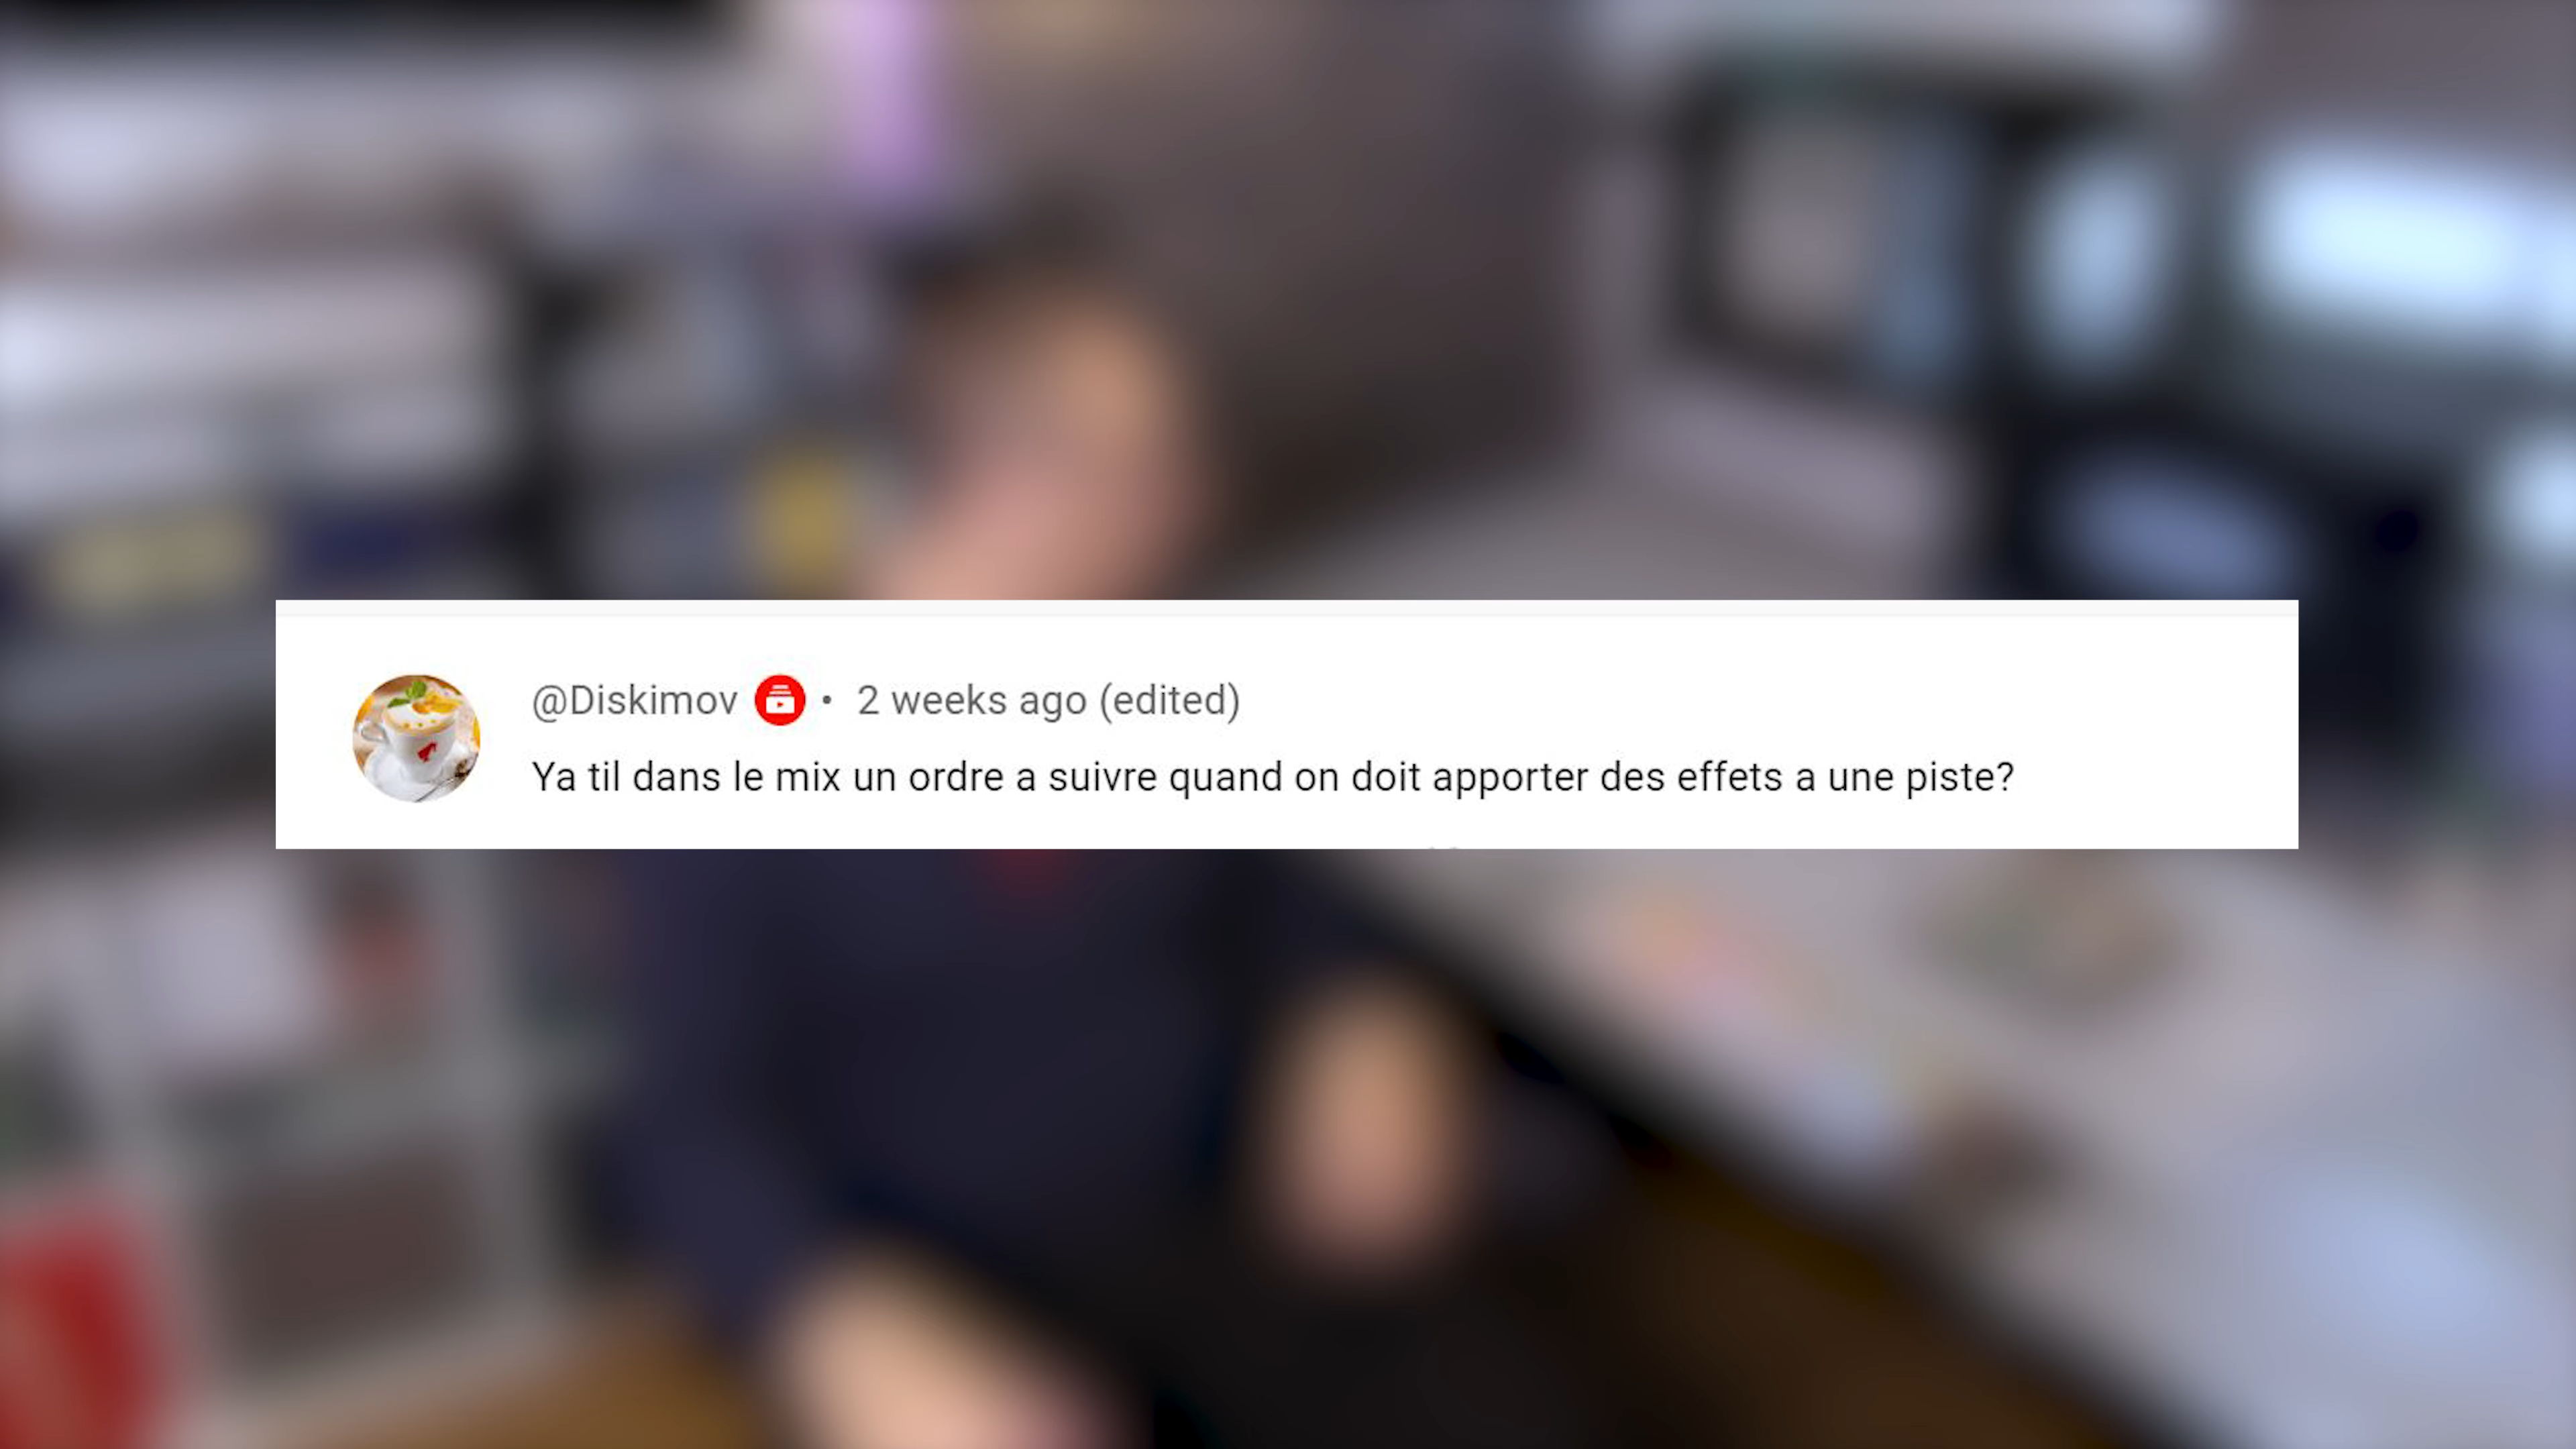 @Diskimov • 2 weeks ago (edited)
Ya til dans le mix un ordre a suivre quand on doit apporter des effets a une piste?